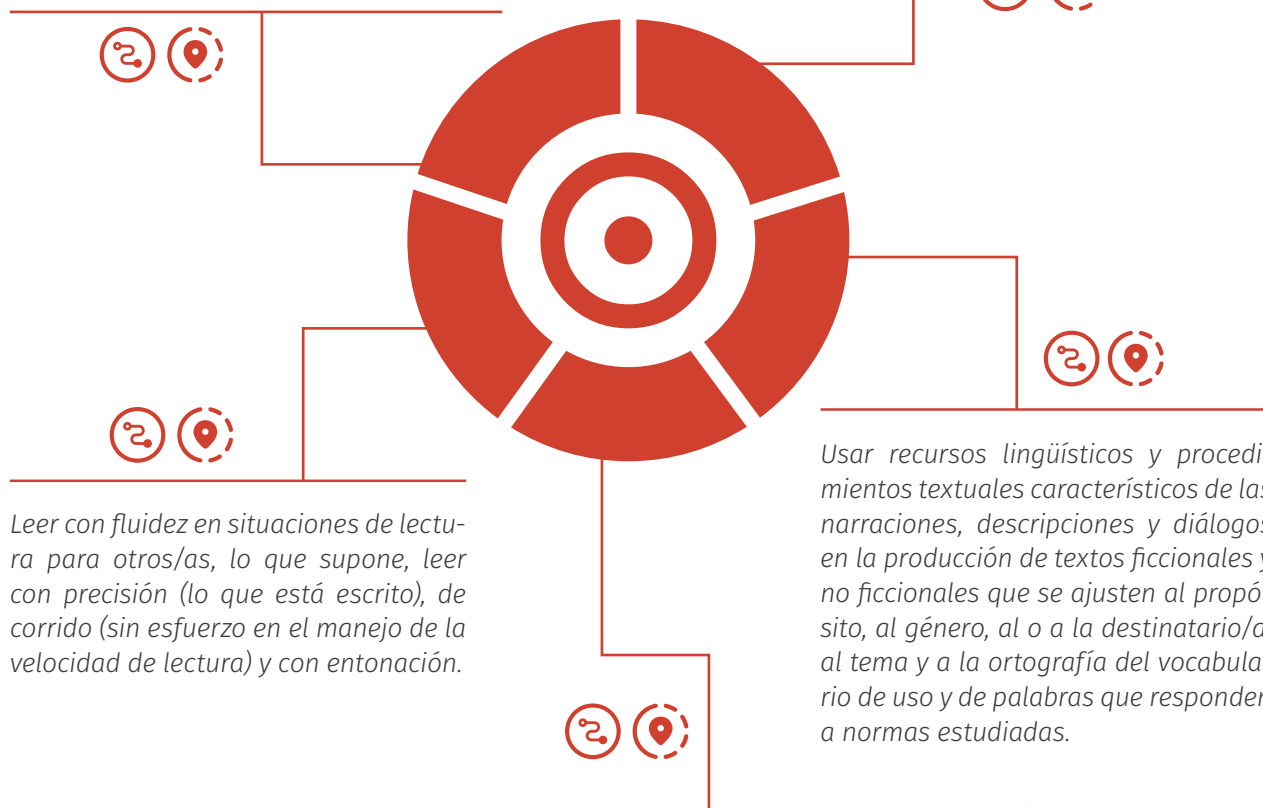 Leer con fluidez en situaciones de lectu-
ra para otros/as, lo que supone, leer
con precisión (lo que está escrito), de
corrido (sin esfuerzo en el manejo de la
velocidad de lectura) y con entonación.
Usar recursos lingüísticos y procedi
mientos textuales característicos de las
narraciones, descripciones y diálogos
en la producción de textos ficcionales y
no ficcionales que se ajusten al propó
sito, al género, al o a la destinatario/a
al tema y a la ortografía del vocabula
rio de uso y de palabras que responden
a normas estudiadas.